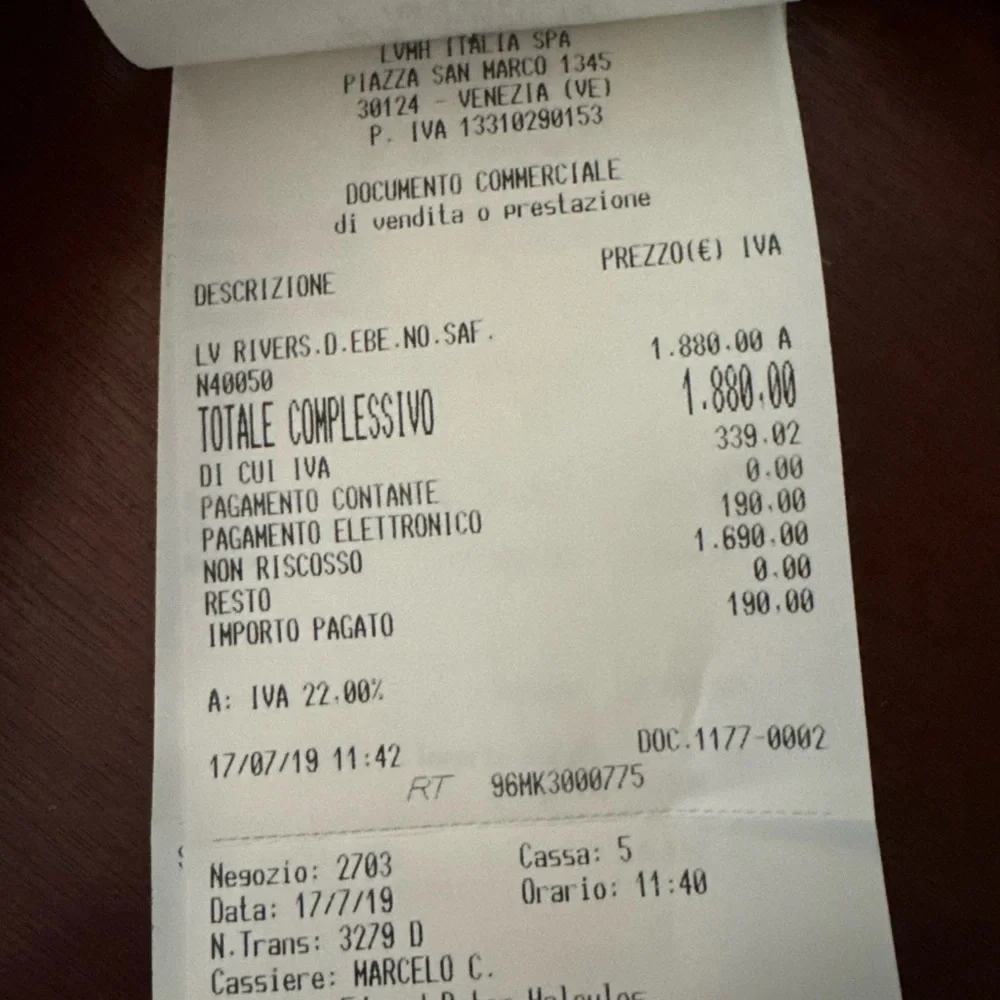 LVMH ITALIA SPA
PIAZZA SAN MARCO 1345
30124 - VENEZIA (VE)
P. IVA 13310290153
DOCUMENTO COMMERCIALE
di vendita o prestazione
DESCRIZIONE PREZZO(€) IVA
LV RIVERS.D.EBE.NO.SAF. 1.880.00 A
N40050
TOTALE COMPLESSIVO 1.880,00
DI CUI IVA 339.02
PAGAMENTO CONTANTE 0.00
PAGAMENTO ELETTRONICO 190.00
NON RISCOSSO 1.690.00
RESTO 0.00
IMPORTO PAGATO 190.00
A: IVA 22.00%
17/07/19 11:42 DOC.1177-0002
RT 96MK3000775
Negozio: 2703 Cassa: 5
Data: 17/7/19 Orario: 11:40
N.Trans: 3279 D
Cassiere: MARCELO C.